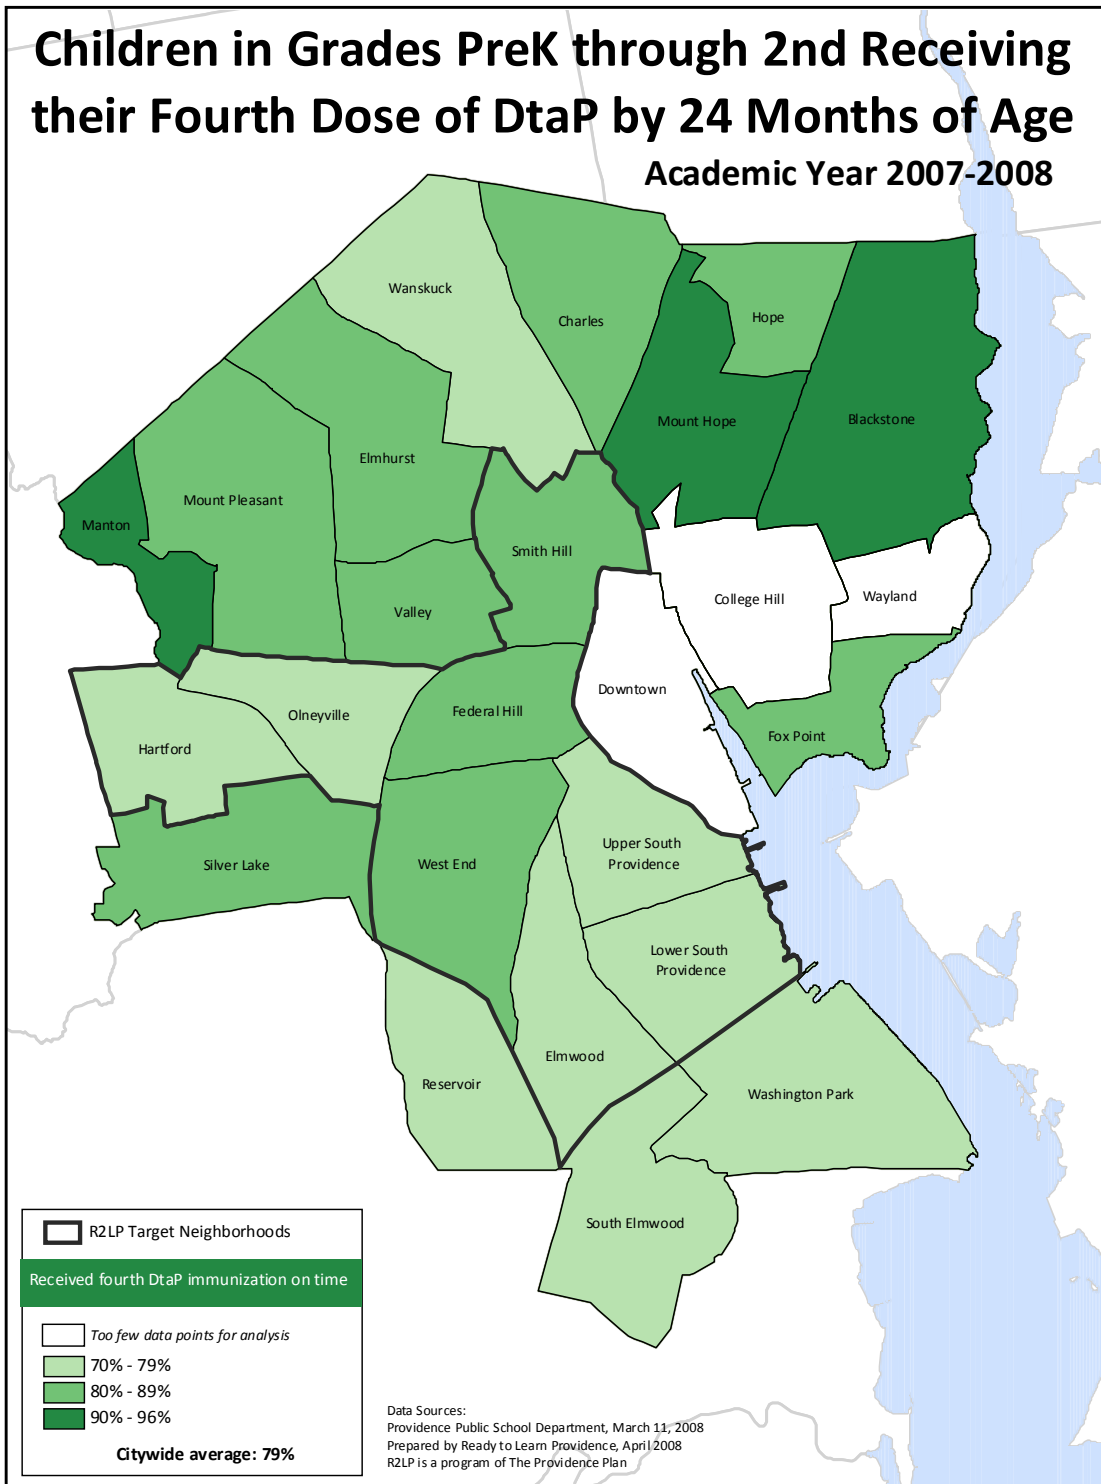 Children in Grades PreK through 2nd Receiving
their Fourth Dose of DtaP by 24 Months of Age
Academic Year 2007-2008
Wanskuck
Charles
Hope
Mount Hope
Blackstone
Elmhurst
Mount Pleasant
Manton
Smith Hill
Valley
College Hill
Wayland
Downtown
Federal Hill
Olneyville
Hartford
Fox Point
Silver Lake
West End
Upper South
Providence
Lower South
Providence
Elmwood
Reservoir
Washington Park
South Elmwood
R2LP Target Neighborhoods
Received fourth DtaP immunization on time
Too few data points for analysis
70% - 79%
80% - 89%
90% - 96%
Citywide average: 79%
Data Sources:
Providence Public School Department, March 11, 2008
Prepared by Ready to Learn Providence, April 2008
R2LP is a program of The Providence Plan